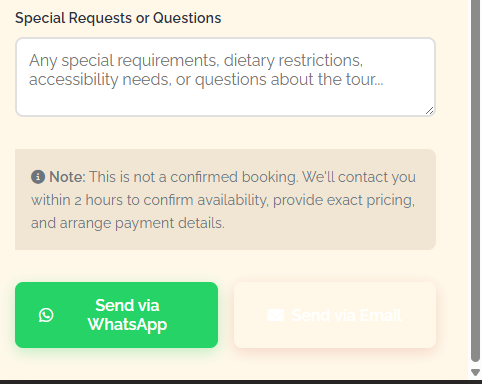 Special Requests or Questions
Any special requirements, dietary restrictions,
accessibility needs, or questions about the tour...
Note: This is not a confirmed booking. We'll contact you
within 2 hours to confirm availability, provide exact pricing,
and arrange payment details.
Send via
WhatsApp
Send via Email